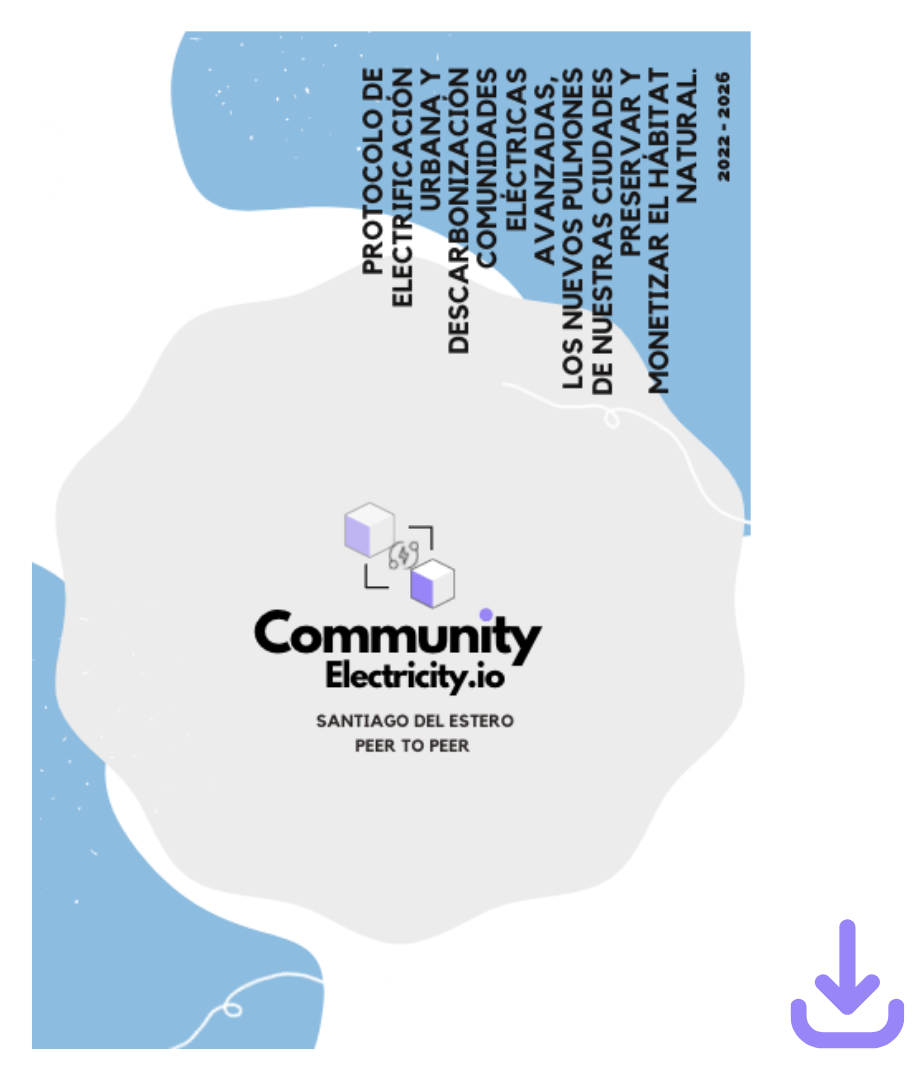 PROTOCOLO DE
ELECTRIFICACIÓN
URBANA Y
DESCARBONIZACIÓN
COMUNIDADES
ELÉCTRICAS
AVANZADAS,
LOS NUEVOS PULMONES
DE NUESTRAS CIUDADES
PRESERVAR Y
MONETIZAR EL HÁBITAT
NATURAL.
2022 - 2026
Community
Electricity.io
SANTIAGO DEL ESTERO
PEER TO PEER